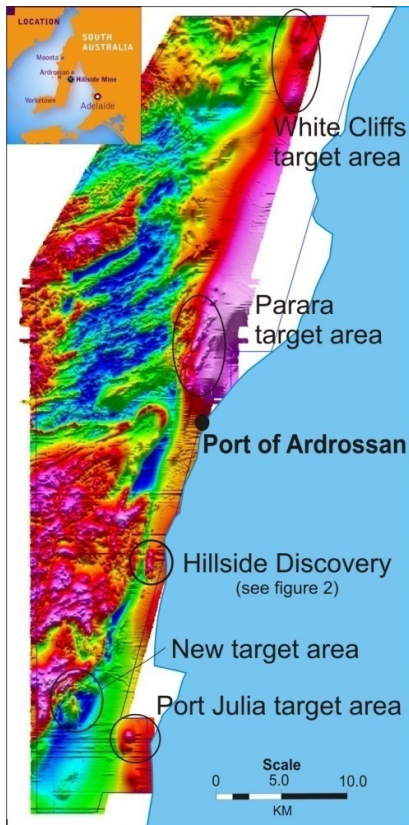 LOCATION
SOUTH
AUSTRALIA
Moonta
Ardrossan
Hillside Mine
Yorketown
Adelaide
White Cliffs
target area
Parara
target area
Port of Ardrossan
Hillside Discovery
(see figure 2)
New target area
Port Julia target area
Scale
0 5.0 10.0
KM